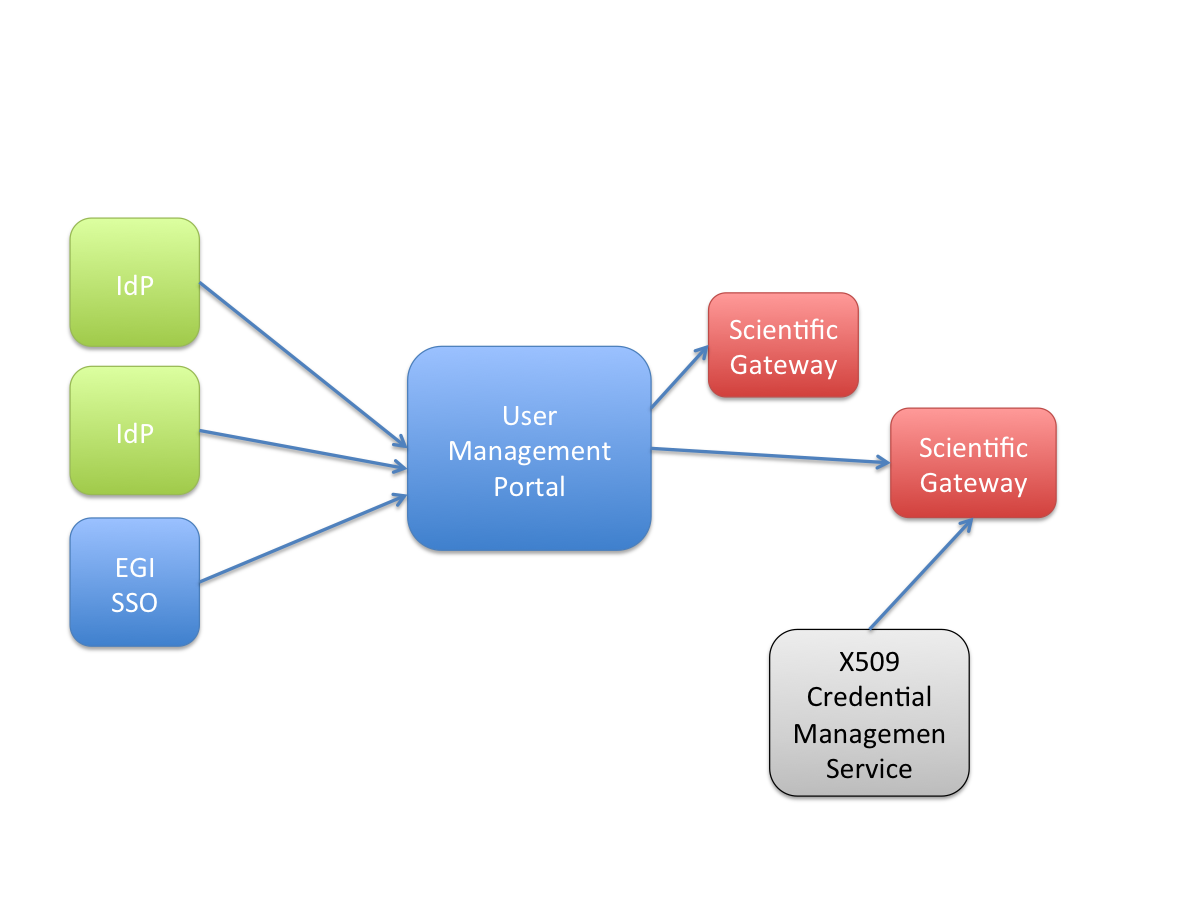 IdP
IdP
EGI
SSO
User
Management
Portal
Scientific
Gateway
Scientific
Gateway
X509
Credential
Managemen
Service